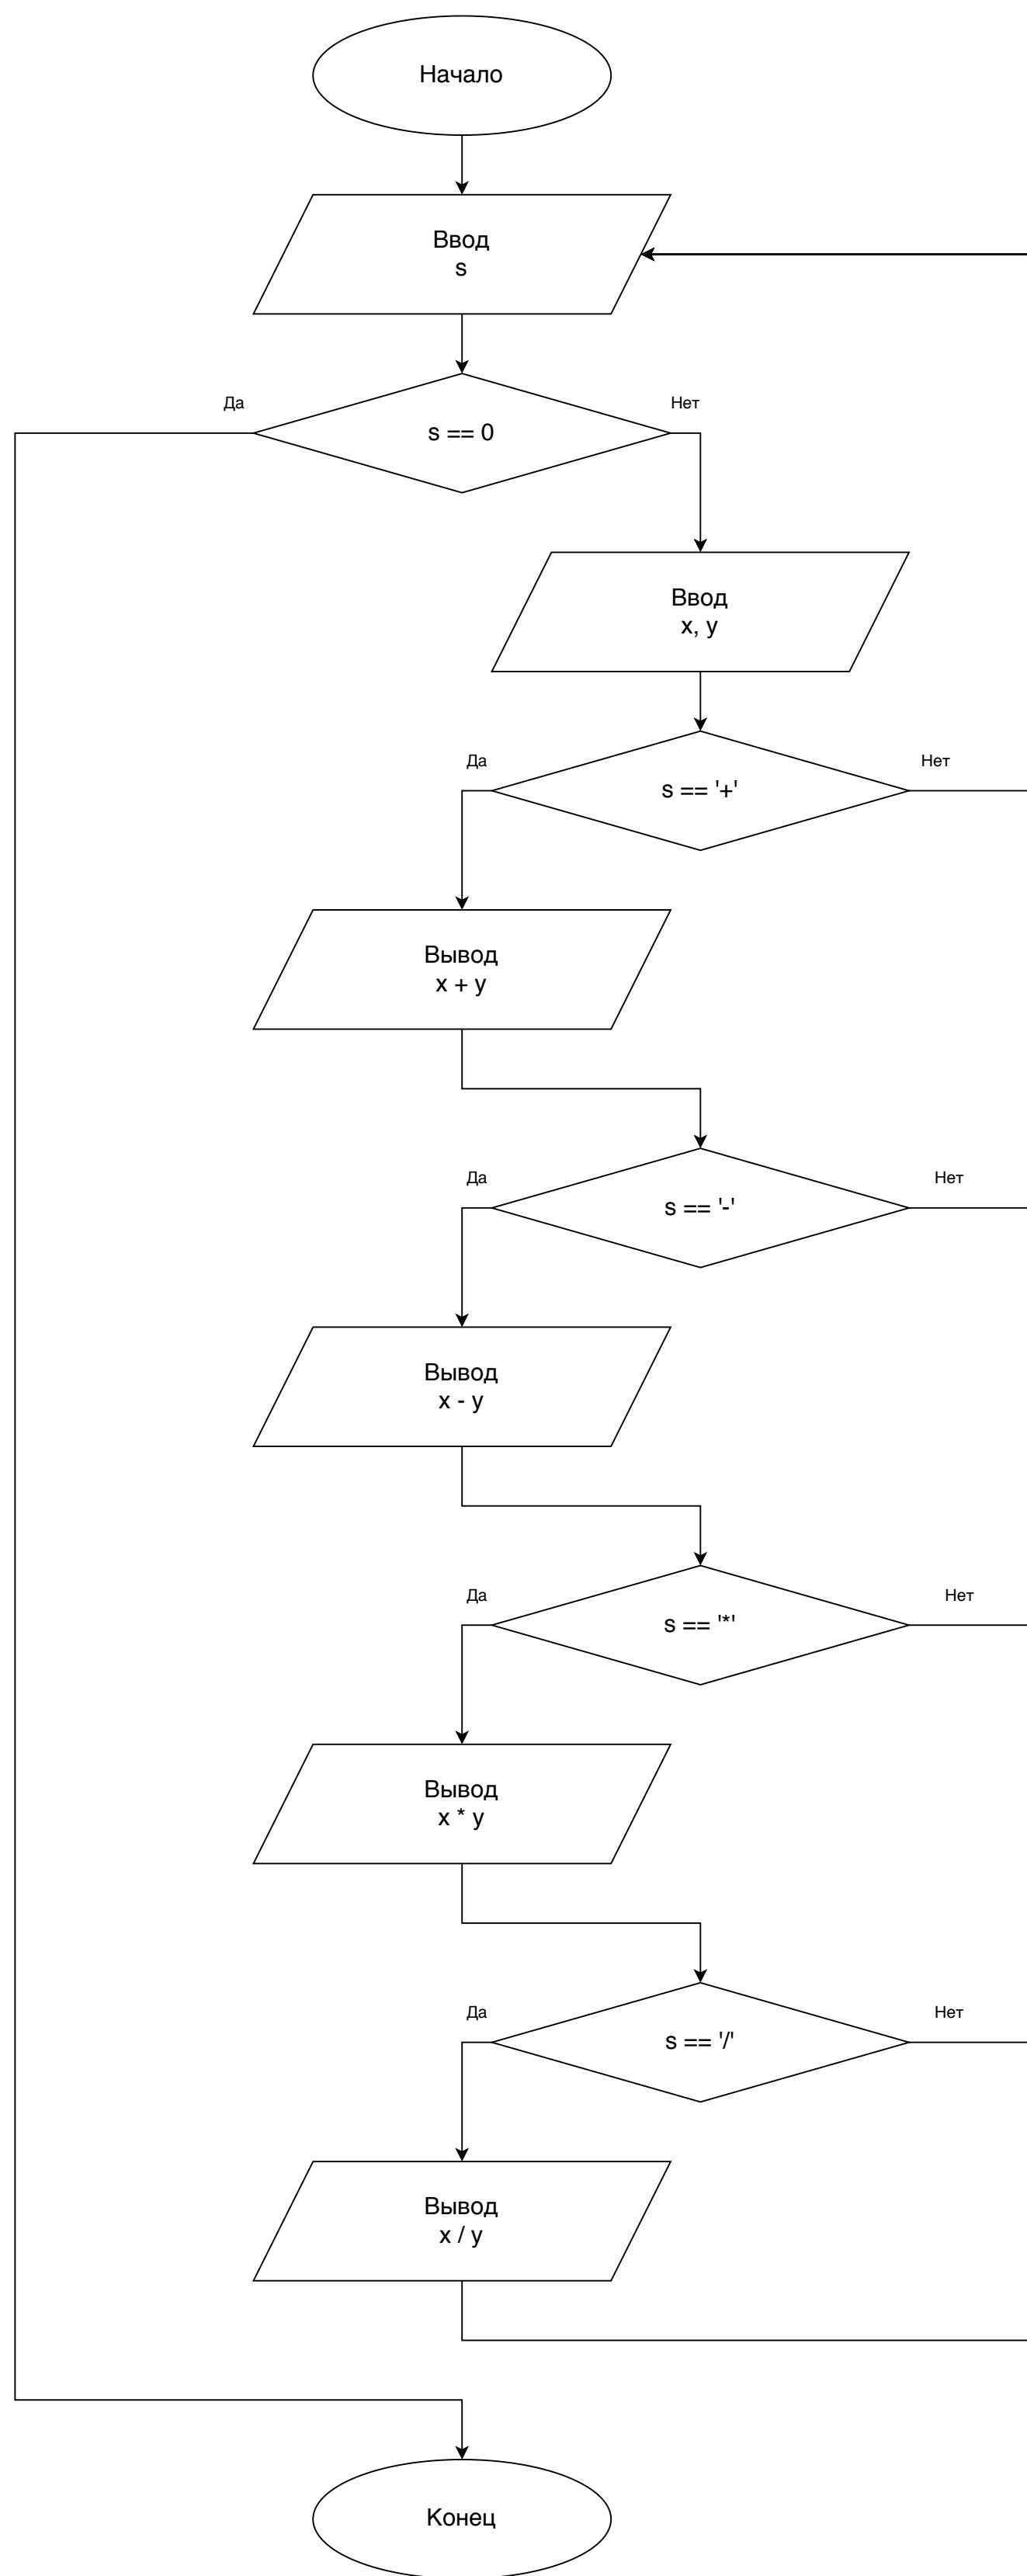 Начало
Ввод
s
Да
Нет
s == 0
Ввод
x, y
Да
Нет
s == '+'
Вывод
x + y
Да
Нет
s == '-'
Вывод
x - y
Да
Нет
s == '*'
Вывод
x * y
Да
Нет
s == '/'
Вывод
x / y
Конец